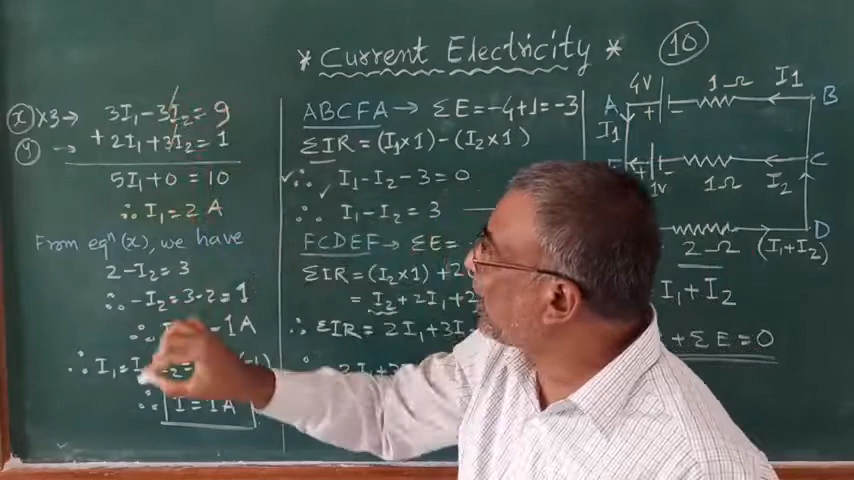 * Current Electricity *
10
(x)×3→ 3I₁-3I₂=9
(y) → +2I₁+3I₂=1
5I₁+0=10
∴I₁=2 A
From eqⁿ(x), we have
2-I₂=3
∴-I₂=3-2=1
-1A
I=1A
ABCFA→ ΣE=-4+1=-3
ΣIR=(I₁×1)-(I₂×1)
∴ I₁-I₂-3=0
∴ I₁-I₂=3
FCDEF→ ΣE=
ΣIR=(I₂×1)+2
=I₂+2I₁+2
∴ ΣIR=2I₁+3I
A 4V + - 1Ω I₁ B
I₁
+ - 1Ω I₂ C
1V
2Ω (I₁+I₂) D
I₁+I₂
+ΣE=0